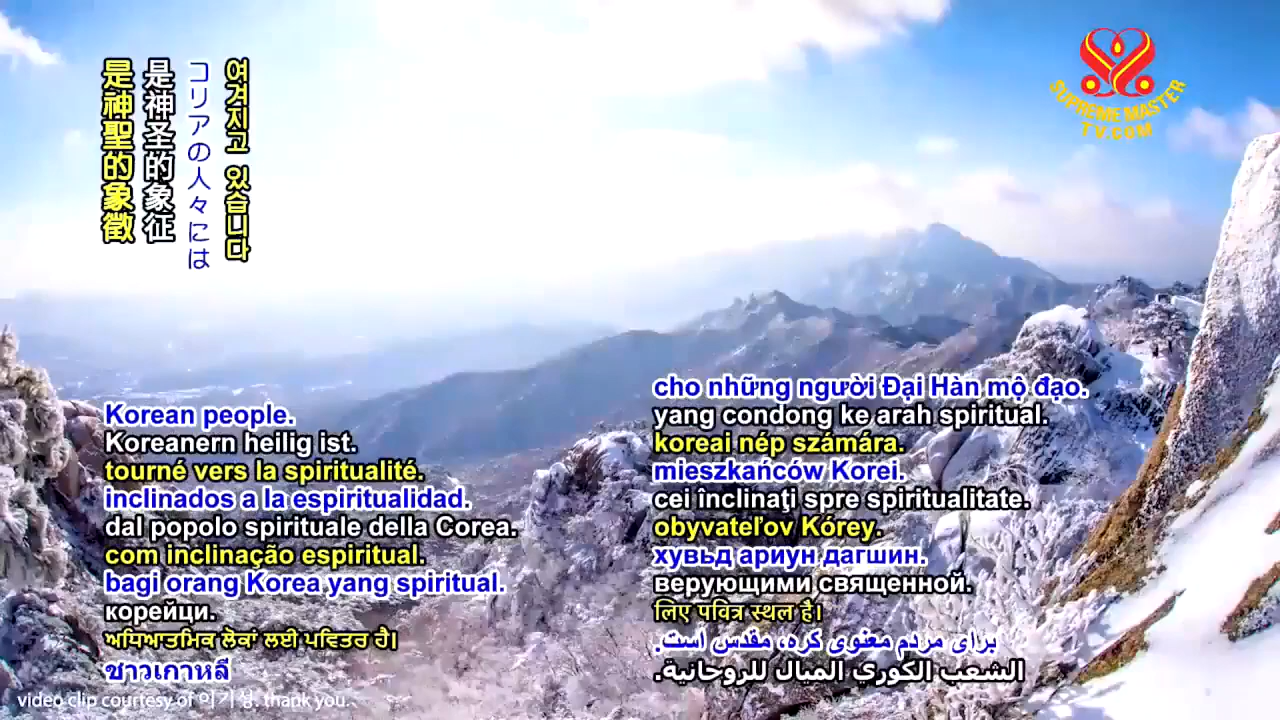 여겨지고 있습니다
コリアの人々には
是神圣的象征
是神聖的象徵
SUPREME MASTER
TV.COM
Korean people.
Koreanern heilig ist.
tourné vers la spiritualité.
inclinados a la espiritualidad.
dal popolo spirituale della Corea.
com inclinação espiritual.
bagi orang Korea yang spiritual.
корейци.
ਅਧਿਆਤਮਿਕ ਲੋਕਾਂ ਲਈ ਪਵਿਤਰ ਹੈ।
ชาวเกาหลี
cho những người Đại Hàn mộ đạo.
yang condong ke arah spiritual.
koreai nép számára.
mieszkańców Korei.
cei înclinaţi spre spiritualitate.
obyvateľov Kórey.
хувьд ариун дагшин.
верующими священной.
लिए पवित्र स्थल है।
برای مردم معنوی کره، مقدس است.
الشعب الكوري الميال للروحانية.
video clip courtesy of 이기상. thank you.